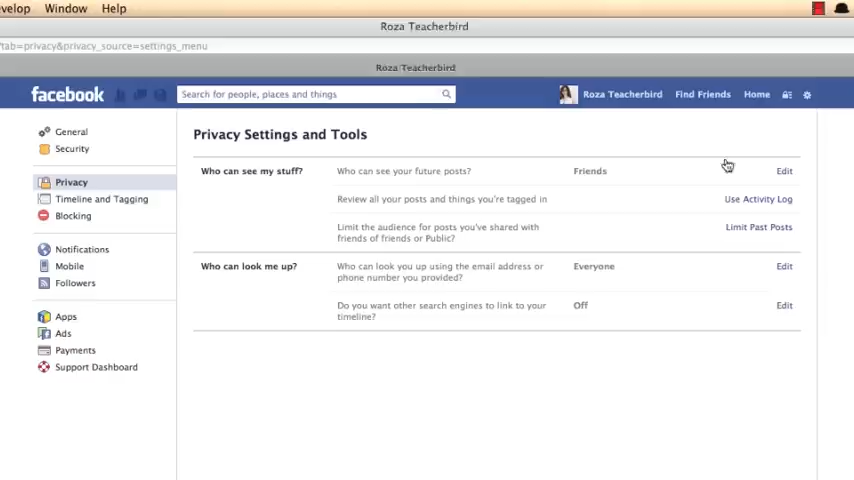 evelop Window Help
Roza Teacherbird
?tab=privacy&privacy_source=settings_menu
Roza Teacherbird
facebook Search for people, places and things Roza Teacherbird Find Friends Home
General
Security
Privacy
Timeline and Tagging
Blocking
Notifications
Mobile
Followers
Apps
Ads
Payments
Support Dashboard
Privacy Settings and Tools
Who can see my stuff? Who can see your future posts? Friends Edit
Review all your posts and things you're tagged in Use Activity Log
Limit the audience for posts you've shared with Limit Past Posts
friends of friends or Public?
Who can look me up? Who can look you up using the email address or Everyone Edit
phone number you provided?
Do you want other search engines to link to your Off Edit
timeline?